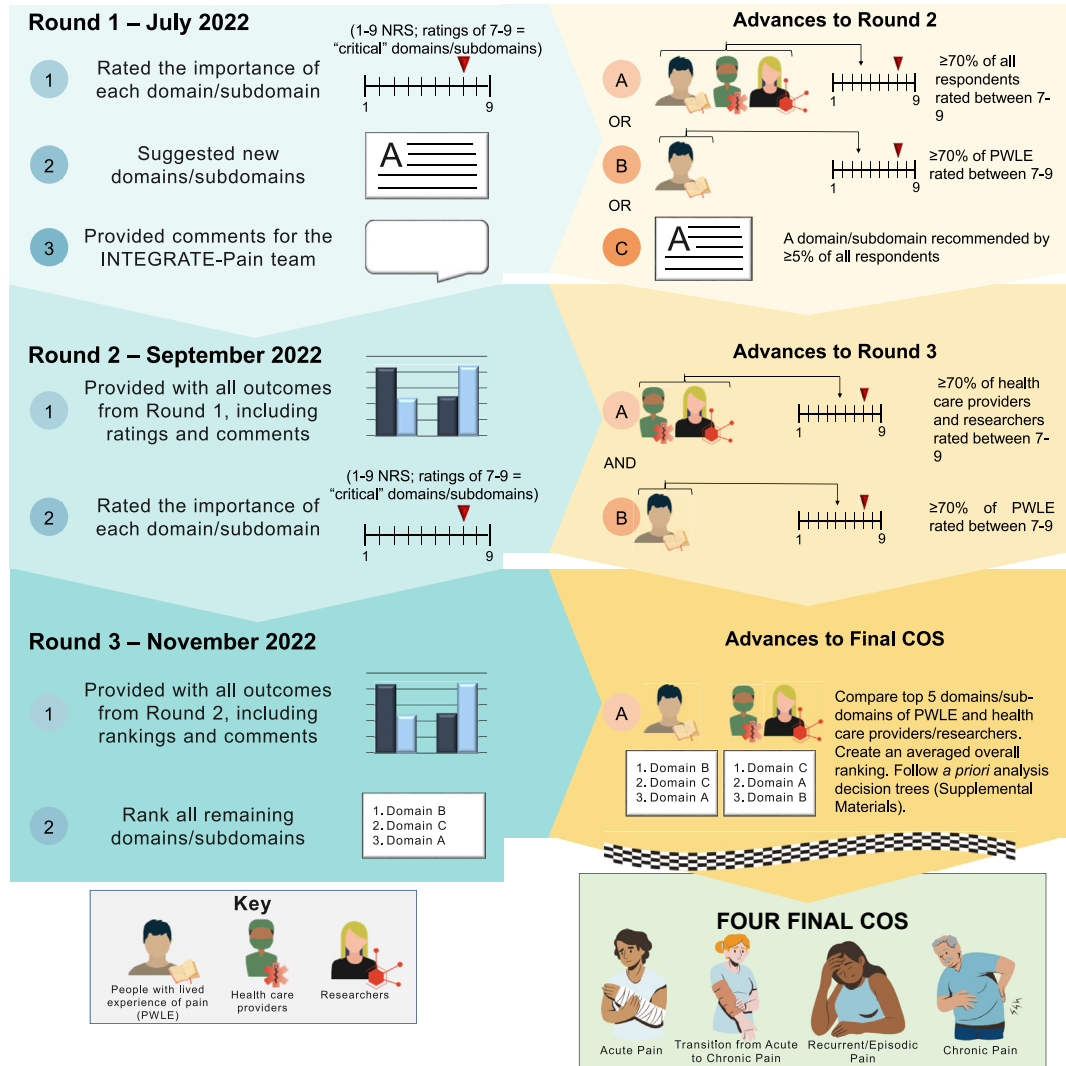 Round 1 – July 2022
(1-9 NRS; ratings of 7-9 =
“critical” domains/subdomains)
1
Rated the importance of
each domain/subdomain
1
9
2
Suggested new
domains/subdomains
A
3
Provided comments for the
INTEGRATE-Pain team
Advances to Round 2
A
1
9
≥70% of all
respondents
rated between 7-
9
OR
B
1
9
≥70% of PWLE
rated between 7-9
OR
C
A
A domain/subdomain recommended by
≥5% of all respondents
Round 2 – September 2022
1
Provided with all outcomes
from Round 1, including
ratings and comments
(1-9 NRS; ratings of 7-9 =
“critical” domains/subdomains)
2
Rated the importance of
each domain/subdomain
1
9
Advances to Round 3
A
1
9
≥70% of health
care providers
and researchers
rated between 7-
9
AND
B
1
9
≥70% of PWLE
rated between 7-9
Round 3 – November 2022
1
Provided with all outcomes
from Round 2, including
rankings and comments
2
Rank all remaining
domains/subdomains
1. Domain B
2. Domain C
3. Domain A
Advances to Final COS
A
1. Domain B
2. Domain C
3. Domain A
1. Domain C
2. Domain A
3. Domain B
Compare top 5 domains/sub-
domains of PWLE and health
care providers/researchers.
Create an averaged overall
ranking. Follow a priori analysis
decision trees (Supplemental
Materials).
Key
People with lived
experience of pain
(PWLE)
Health care
providers
Researchers
FOUR FINAL COS
Acute Pain
Transition from Acute
to Chronic Pain
Recurrent/Episodic
Pain
Chronic Pain